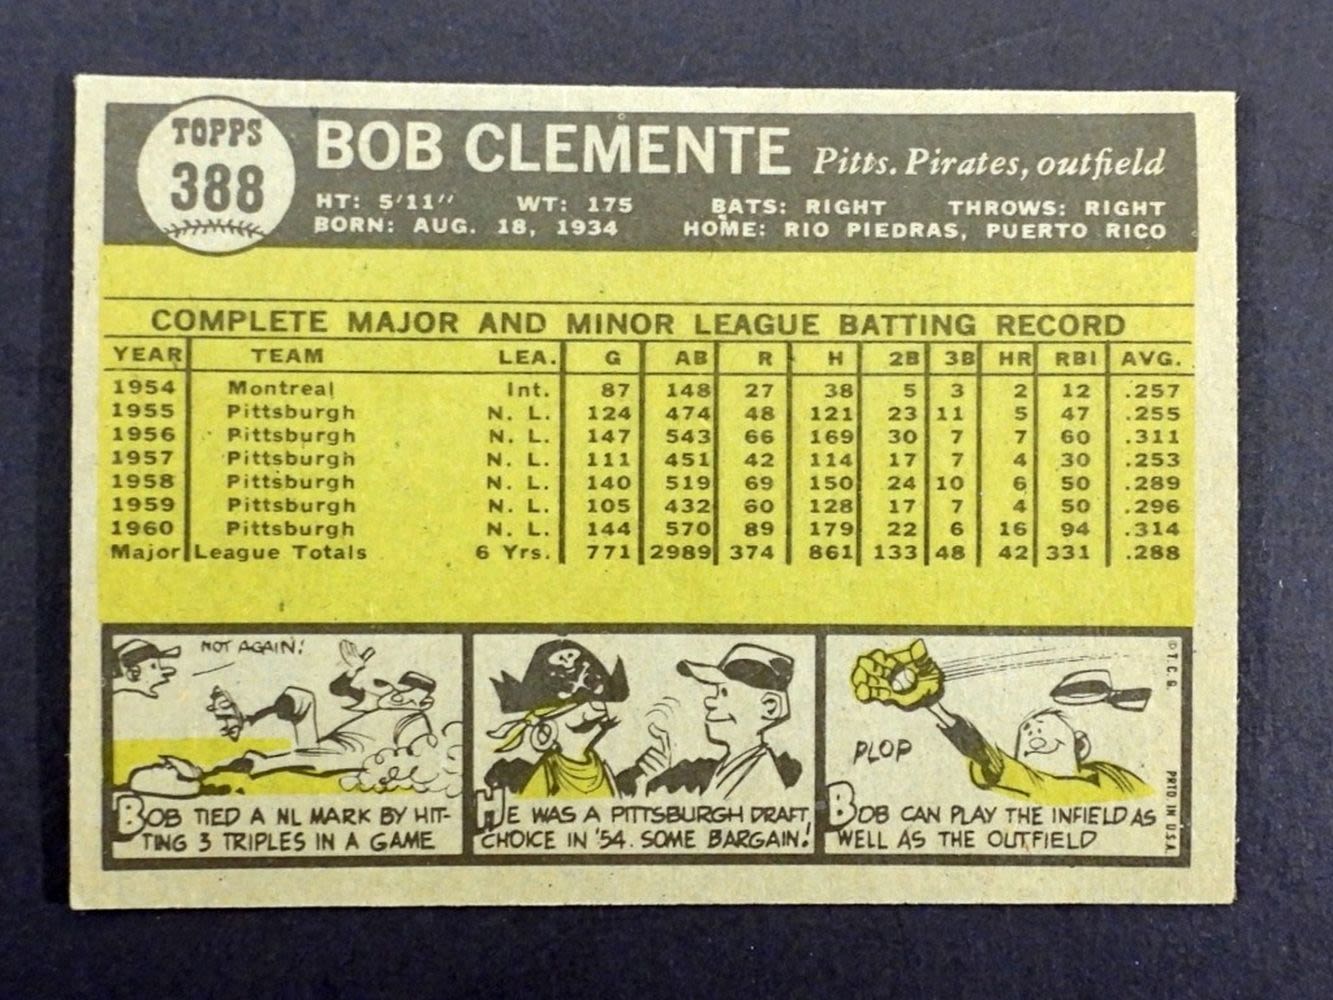 TOPPS
388
BOB CLEMENTE Pitts. Pirates, outfield
HT: 5'11" WT: 175 BATS: RIGHT THROWS: RIGHT
BORN: AUG. 18, 1934 HOME: RIO PIEDRAS, PUERTO RICO
COMPLETE MAJOR AND MINOR LEAGUE BATTING RECORD
YEAR TEAM LEA. G AB R H 2B 3B HR RBI AVG.
1954 Montreal Int. 87 148 27 38 5 3 2 12 .257
1955 Pittsburgh N. L. 124 474 48 121 23 11 5 47 .255
1956 Pittsburgh N. L. 147 543 66 169 30 7 7 60 .311
1957 Pittsburgh N. L. 111 451 42 114 17 7 4 30 .253
1958 Pittsburgh N. L. 140 519 69 150 24 10 6 50 .289
1959 Pittsburgh N. L. 105 432 60 128 17 7 4 50 .296
1960 Pittsburgh N. L. 144 570 89 179 22 6 16 94 .314
Major League Totals 6 Yrs. 771 2989 374 861 133 48 42 331 .288
NOT AGAIN!
BOB TIED A NL MARK BY HIT-
TING 3 TRIPLES IN A GAME
HE WAS A PITTSBURGH DRAFT
CHOICE IN '54. SOME BARGAIN!
PLOP
BOB CAN PLAY THE INFIELD AS
WELL AS THE OUTFIELD
© T. C. G.
PRTD IN U.S.A.